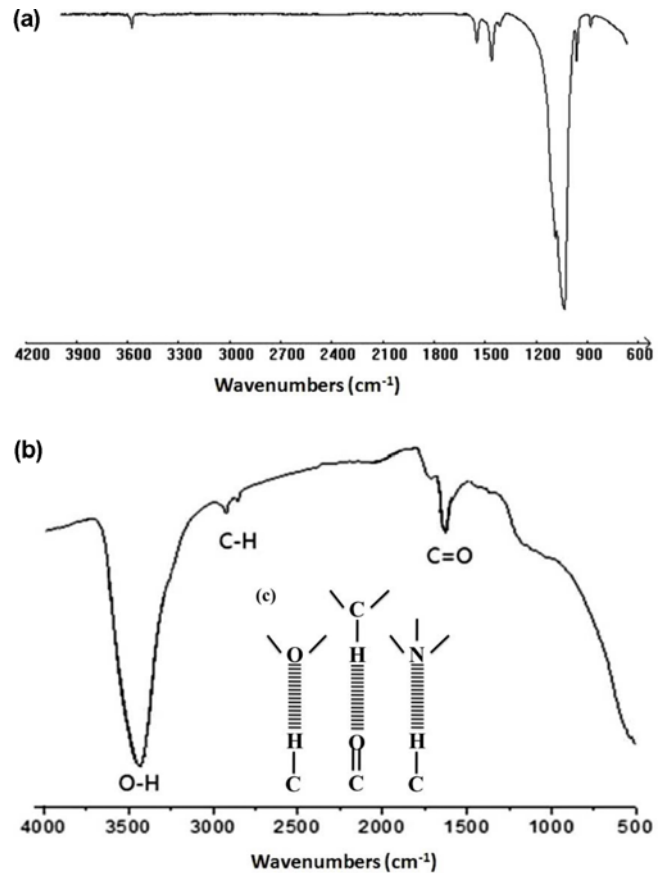 (a)
4200 3900 3600 3300 3000 2700 2400 2100 1800 1500 1200 900 600
Wavenumbers (cm-1)
(b)
C-H
C=O
(c)
C
O H N
H O H
C C C
O-H
4000 3500 3000 2500 2000 1500 1000 500
Wavenumbers (cm-1)